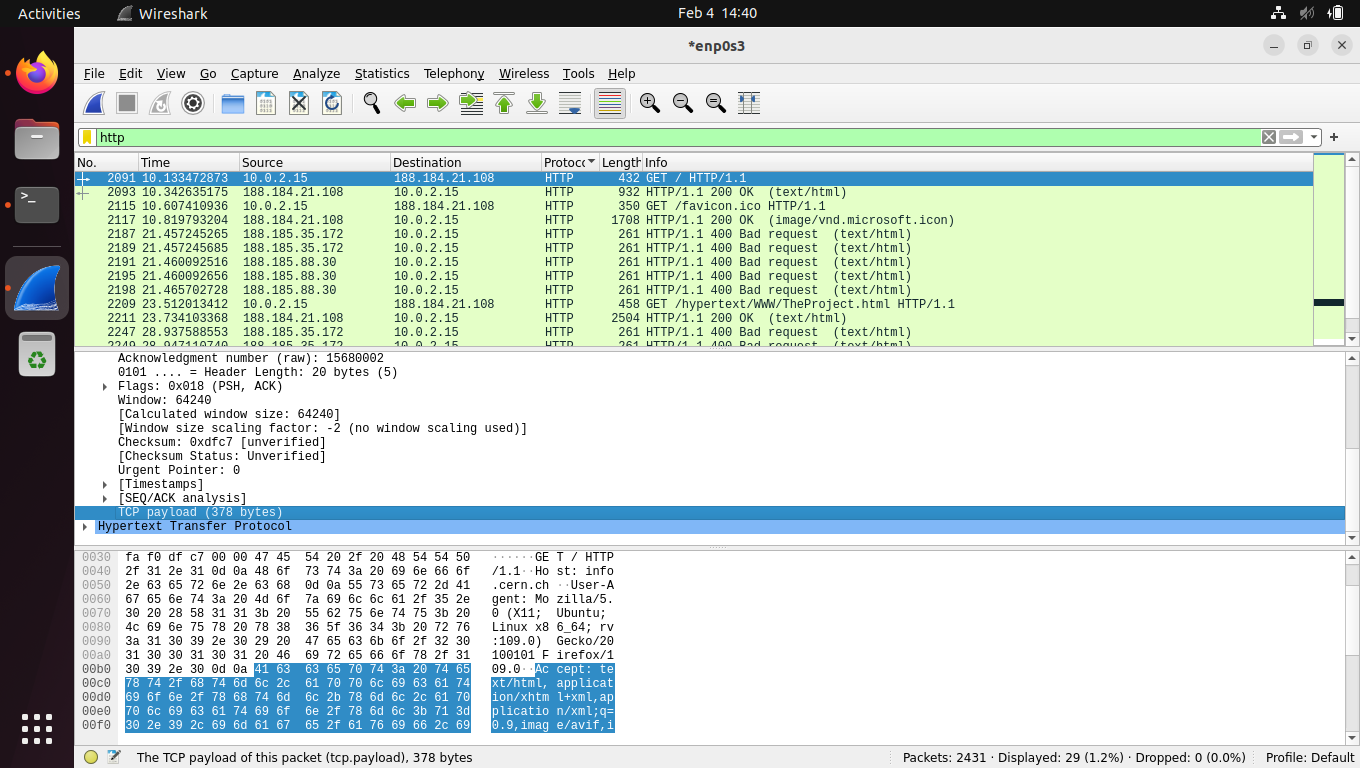 Activities Wireshark Feb 4 14:40
*enp0s3
File Edit View Go Capture Analyze Statistics Telephony Wireless Tools Help
http
No. Time Source Destination Protoc Length Info
2091 10.133472873 10.0.2.15 188.184.21.108 HTTP 432 GET / HTTP/1.1
2093 10.342635175 188.184.21.108 10.0.2.15 HTTP 932 HTTP/1.1 200 OK (text/html)
2115 10.607410936 10.0.2.15 188.184.21.108 HTTP 350 GET /favicon.ico HTTP/1.1
2117 10.819793204 188.184.21.108 10.0.2.15 HTTP 1708 HTTP/1.1 200 OK (image/vnd.microsoft.icon)
2187 21.457245265 188.185.35.172 10.0.2.15 HTTP 261 HTTP/1.1 400 Bad request (text/html)
2189 21.457245685 188.185.35.172 10.0.2.15 HTTP 261 HTTP/1.1 400 Bad request (text/html)
2191 21.460092516 188.185.88.30 10.0.2.15 HTTP 261 HTTP/1.1 400 Bad request (text/html)
2195 21.460092656 188.185.88.30 10.0.2.15 HTTP 261 HTTP/1.1 400 Bad request (text/html)
2198 21.465702728 188.185.88.30 10.0.2.15 HTTP 261 HTTP/1.1 400 Bad request (text/html)
2209 23.512013412 10.0.2.15 188.184.21.108 HTTP 458 GET /hypertext/WWW/TheProject.html HTTP/1.1
2211 23.734103368 188.184.21.108 10.0.2.15 HTTP 2504 HTTP/1.1 200 OK (text/html)
2247 28.937588553 188.185.35.172 10.0.2.15 HTTP 261 HTTP/1.1 400 Bad request (text/html)
2249 28.947110740 188.185.35.172 10.0.2.15 HTTP 261 HTTP/1.1 400 Bad request (text/html)
Acknowledgment number (raw): 15680002
0101 .... = Header Length: 20 bytes (5)
Flags: 0x018 (PSH, ACK)
Window: 64240
[Calculated window size: 64240]
[Window size scaling factor: -2 (no window scaling used)]
Checksum: 0xdfc7 [unverified]
[Checksum Status: Unverified]
Urgent Pointer: 0
[Timestamps]
[SEQ/ACK analysis]
TCP payload (378 bytes)
Hypertext Transfer Protocol
0030 fa f0 df c7 00 00 47 45 54 20 2f 20 48 54 54 50 ······GE T / HTTP
0040 2f 31 2e 31 0d 0a 48 6f 73 74 3a 20 69 6e 66 6f /1.1··Ho st: info
0050 2e 63 65 72 6e 2e 63 68 0d 0a 55 73 65 72 2d 41 .cern.ch ··User-A
0060 67 65 6e 74 3a 20 4d 6f 7a 69 6c 6c 61 2f 35 2e gent: Mo zilla/5.
0070 30 20 28 58 31 31 3b 20 55 62 75 6e 74 75 3b 20 0 (X11; Ubuntu;
0080 4c 69 6e 75 78 20 78 38 36 5f 36 34 3b 20 72 76 Linux x8 6_64; rv
0090 3a 31 30 39 2e 30 29 20 47 65 63 6b 6f 2f 32 30 :109.0) Gecko/20
00a0 31 30 30 31 30 31 20 46 69 72 65 66 6f 78 2f 31 100101 F irefox/1
00b0 30 39 2e 30 0d 0a 41 63 63 65 70 74 3a 20 74 65 09.0··Ac cept: te
00c0 78 74 2f 68 74 6d 6c 2c 61 70 70 6c 69 63 61 74 xt/html, applicat
00d0 69 6f 6e 2f 78 68 74 6d 6c 2b 78 6d 6c 2c 61 70 ion/xhtm l+xml,ap
00e0 70 6c 69 63 61 74 69 6f 6e 2f 78 6d 6c 3b 71 3d plicatio n/xml;q=
00f0 30 2e 39 2c 69 6d 61 67 65 2f 61 76 69 66 2c 69 0.9,imag e/avif,i
The TCP payload of this packet (tcp.payload), 378 bytes Packets: 2431 · Displayed: 29 (1.2%) · Dropped: 0 (0.0%) Profile: Default